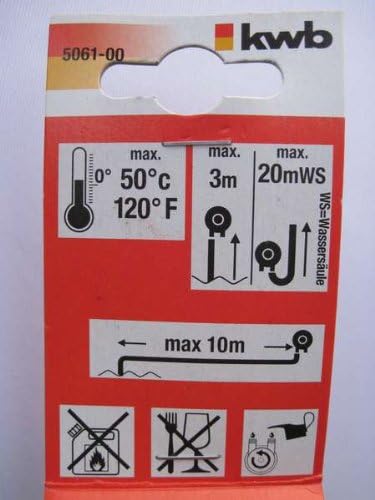 5061-00
kwb
max.
0° 50°c
120°F
max.
3m
max.
20mWS
WS=Wassersäule
max 10m